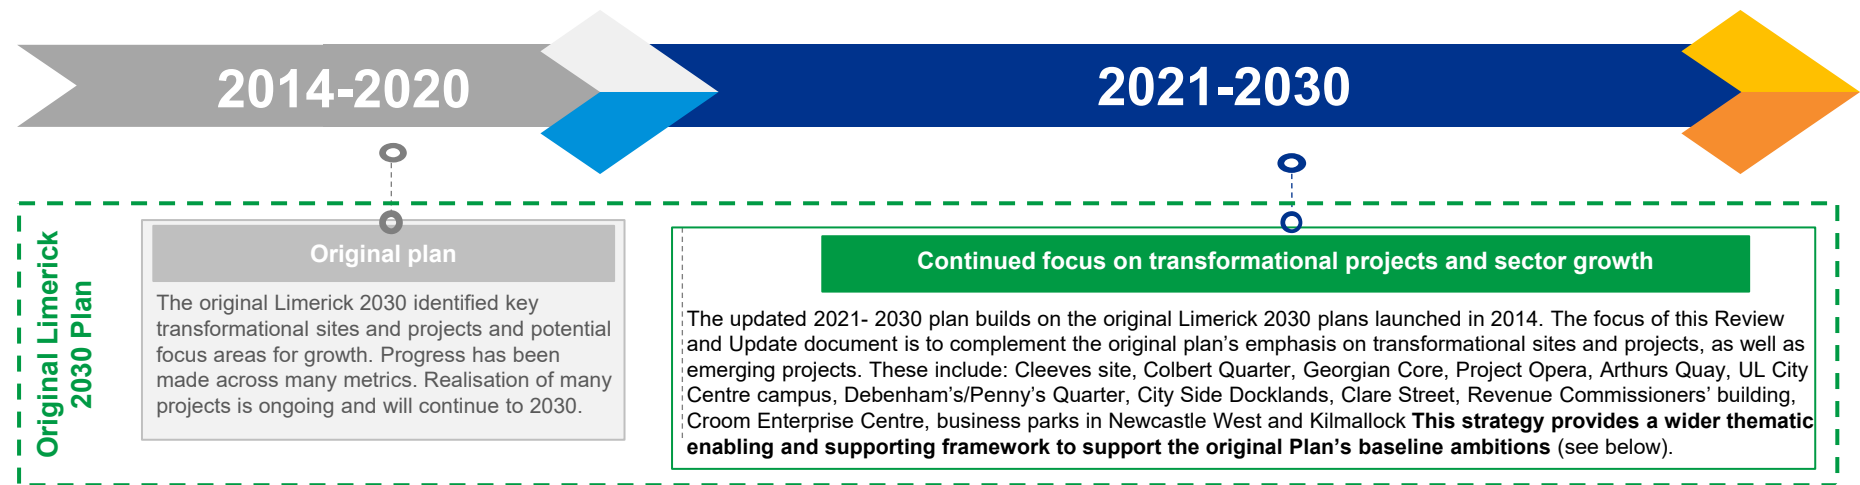 2014-2020
2021-2030
Original Limerick
2030 Plan
Original plan
The original Limerick 2030 identified key
transformational sites and projects and potential
focus areas for growth. Progress has been
made across many metrics. Realisation of many
projects is ongoing and will continue to 2030.
Continued focus on transformational projects and sector growth
The updated 2021- 2030 plan builds on the original Limerick 2030 plans launched in 2014. The focus of this Review
and Update document is to complement the original plan’s emphasis on transformational sites and projects, as well as
emerging projects. These include: Cleeves site, Colbert Quarter, Georgian Core, Project Opera, Arthurs Quay, UL City
Centre campus, Debenham’s/Penny’s Quarter, City Side Docklands, Clare Street, Revenue Commissioners’ building,
Croom Enterprise Centre, business parks in Newcastle West and Kilmallock This strategy provides a wider thematic
enabling and supporting framework to support the original Plan’s baseline ambitions (see below).